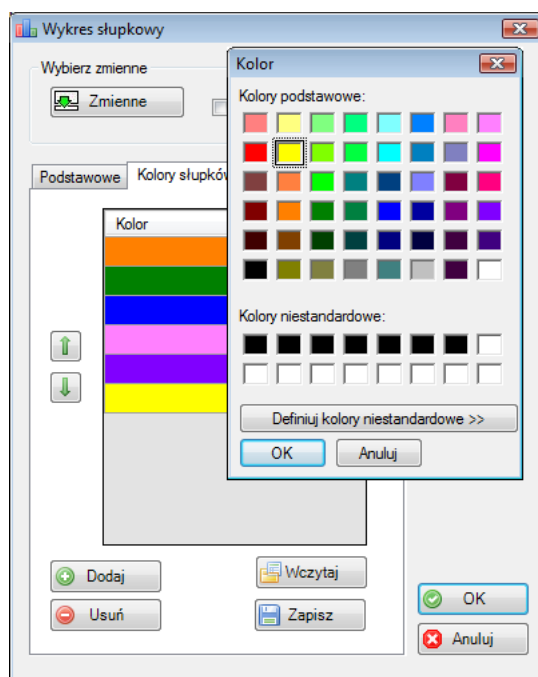 Wykres słupkowy
Wybierz zmienne
Zmienne
Kolor
Kolory podstawowe:
Podstawowe
Kolory słupków
Kolor
Kolory niestandardowe:
Definiuj kolory niestandardowe >>
OK
Anuluj
Dodaj
Wczytaj
Usuń
Zapisz
OK
Anuluj